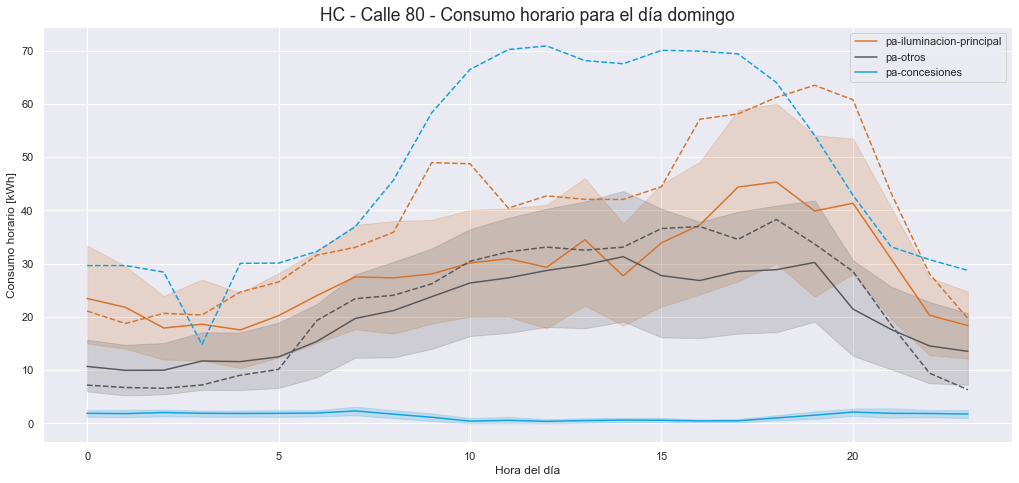 HC - Calle 80 - Consumo horario para el día domingo
pa-iluminacion-principal
pa-otros
pa-concesiones
Consumo horario [kWh]
70
60
50
40
30
20
10
0
0 5 10 15 20
Hora del día